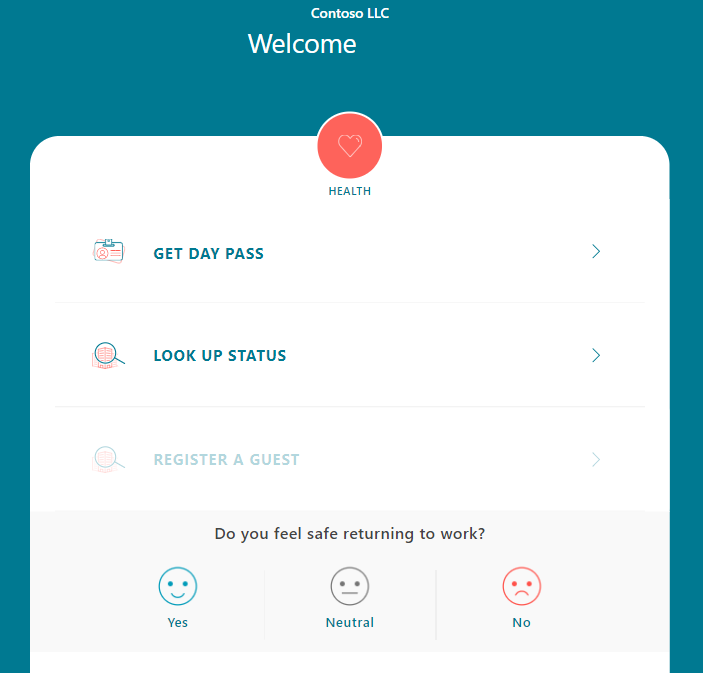 Contoso LLC
Welcome
HEALTH
GET DAY PASS
LOOK UP STATUS
REGISTER A GUEST
Do you feel safe returning to work?
Yes
Neutral
No